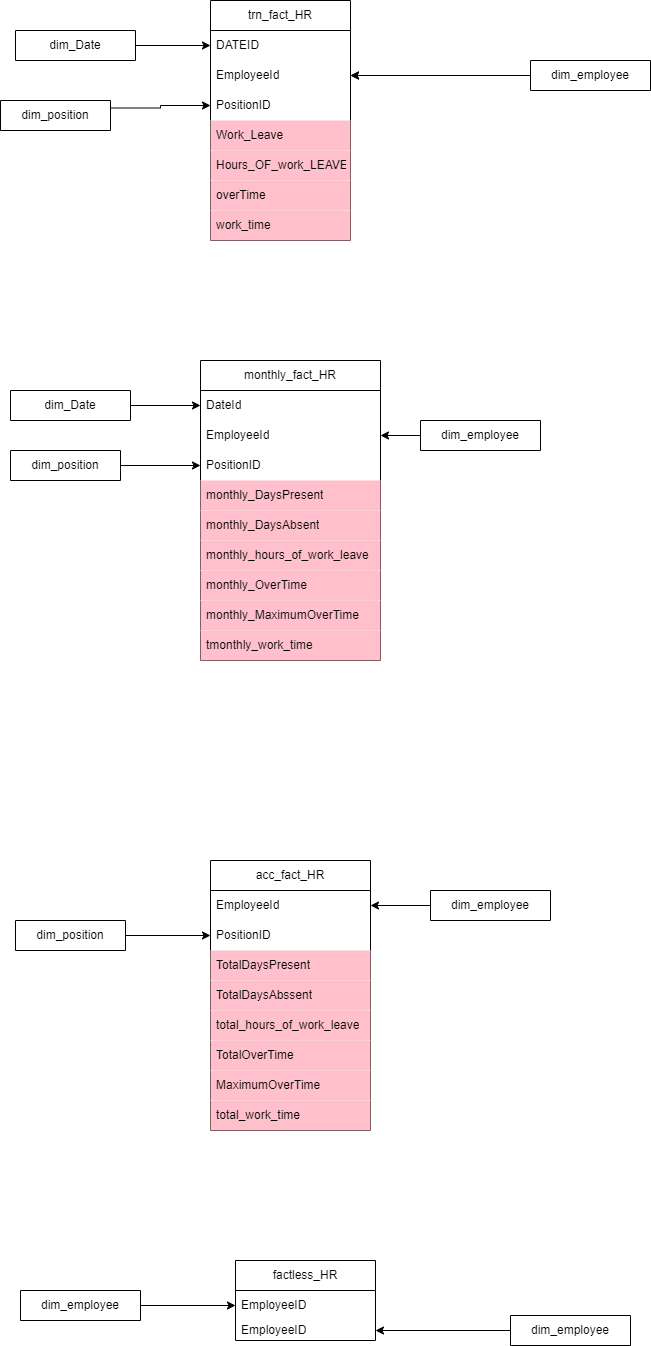 trn_fact_HR
dim_Date
DATEID
EmployeeId
dim_employee
dim_position
PositionID
Work_Leave
Hours_OF_work_LEAVE
overTime
work_time
monthly_fact_HR
dim_Date
DateId
EmployeeId
dim_employee
dim_position
PositionID
monthly_DaysPresent
monthly_DaysAbsent
monthly_hours_of_work_leave
monthly_OverTime
monthly_MaximumOverTime
tmonthly_work_time
acc_fact_HR
EmployeeId
dim_employee
dim_position
PositionID
TotalDaysPresent
TotalDaysAbssent
total_hours_of_work_leave
TotalOverTime
MaximumOverTime
total_work_time
factless_HR
dim_employee
EmployeeID
EmployeeID
dim_employee